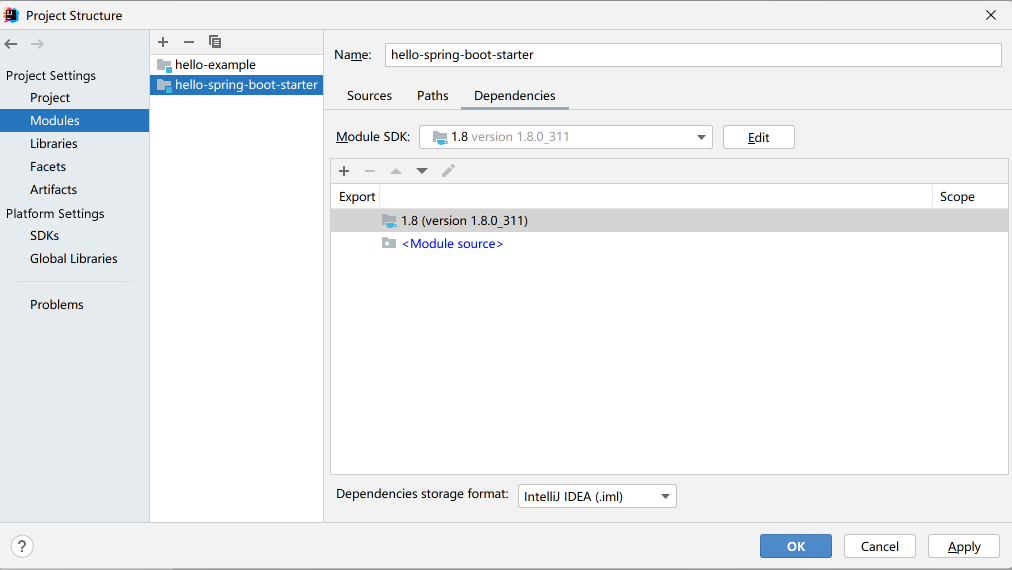 Project Structure
Project Settings
Project
Modules
Libraries
Facets
Artifacts
Platform Settings
SDKs
Global Libraries
Problems
hello-example
hello-spring-boot-starter
Name: hello-spring-boot-starter
Sources Paths Dependencies
Module SDK: 1.8 version 1.8.0_311 Edit
Export Scope
1.8 (version 1.8.0_311)
<Module source>
Dependencies storage format: IntelliJ IDEA (.iml)
? OK Cancel Apply